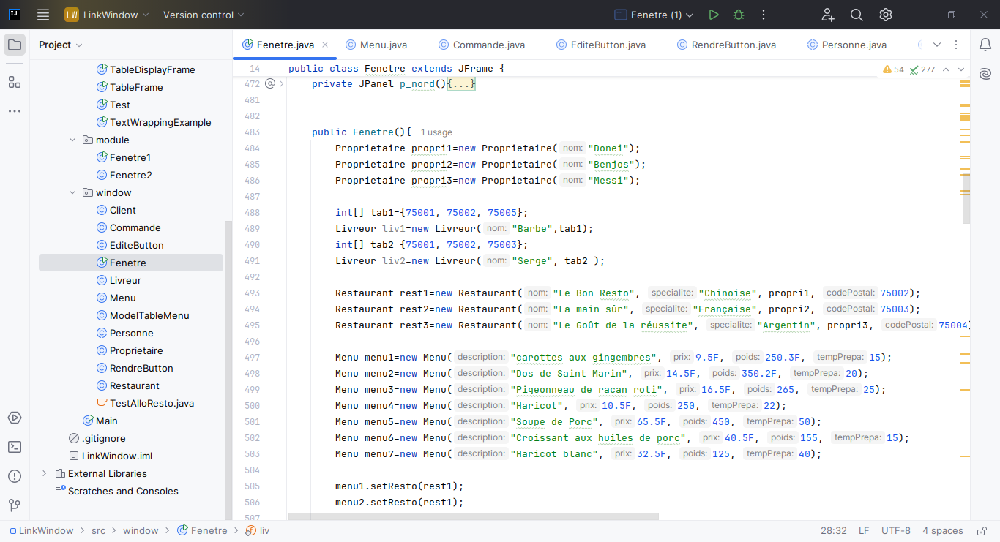 IJ LW LinkWindow Version control Fenetre (1)
Project
Fenetre.java Menu.java Commande.java EditeButton.java RendreButton.java Personne.java
TableDisplayFrame
TableFrame
Test
TextWrappingExample
module
Fenetre1
Fenetre2
window
Client
Commande
EditeButton
Fenetre
Livreur
Menu
ModelTableMenu
Personne
Proprietaire
RendreButton
Restaurant
TestAlloResto.java
Main
.gitignore
LinkWindow.iml
External Libraries
Scratches and Consoles
14 public class Fenetre extends JFrame { 54 277
472 @ private JPanel p_nord(){...}
481
482
483 public Fenetre(){ 1 usage
484 Proprietaire propri1=new Proprietaire( nom: "Donei");
485 Proprietaire propri2=new Proprietaire( nom: "Benjos");
486 Proprietaire propri3=new Proprietaire( nom: "Messi");
487
488 int[] tab1={75001, 75002, 75005};
489 Livreur liv1=new Livreur( nom: "Barbe",tab1);
490 int[] tab2={75001, 75002, 75003};
491 Livreur liv2=new Livreur( nom: "Serge", tab2 );
492
493 Restaurant rest1=new Restaurant( nom: "Le Bon Resto", specialite: "Chinoise", propri1, codePostal: 75002);
494 Restaurant rest2=new Restaurant( nom: "La main sûr", specialite: "Française", propri2, codePostal: 75003);
495 Restaurant rest3=new Restaurant( nom: "Le Goût de la réussite", specialite: "Argentin", propri3, codePostal: 75004)
496
497 Menu menu1=new Menu( description: "carottes aux gingembres", prix: 9.5F, poids: 250.3F, tempPrepa: 15);
498 Menu menu2=new Menu( description: "Dos de Saint Marin", prix: 14.5F, poids: 350.2F, tempPrepa: 20);
499 Menu menu3=new Menu( description: "Pigeonneau de racan roti", prix: 16.5F, poids: 265, tempPrepa: 25);
500 Menu menu4=new Menu( description: "Haricot", prix: 10.5F, poids: 250, tempPrepa: 22);
501 Menu menu5=new Menu( description: "Soupe de Porc", prix: 65.5F, poids: 450, tempPrepa: 50);
502 Menu menu6=new Menu( description: "Croissant aux huiles de porc", prix: 40.5F, poids: 155, tempPrepa: 15);
503 Menu menu7=new Menu( description: "Haricot blanc", prix: 32.5F, poids: 125, tempPrepa: 40);
504
505 menu1.setResto(rest1);
506 menu2.setResto(rest1);
507
LinkWindow > src > window > Fenetre > liv 28:32 LF UTF-8 4 spaces